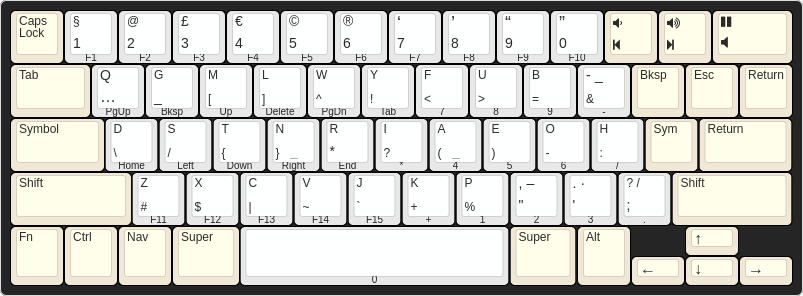 Caps Lock § 1 F1 @ 2 F2 £ 3 F3 € 4 F4 © 5 F5 ® 6 F6 ‘ 7 F7 ’ 8 F8 “ 9 F9 ” 0 F10
Tab Q … PgUp G _ Bksp M [ Up L ] Delete W ^ PgDn Y ! Tab F < 7 U > 8 B = 9 - _ & - Bksp Esc Return
Symbol D \ Home S / Left T { Down N } _ Right R * End I ? * A ( _ 4 E ) 5 O - 6 H : / Sym Return
Shift Z # F11 X $ F12 C | F13 V ~ F14 J ` F15 K + + P % 1 , – " 2 . · ' 3 ? / ; . Shift
Fn Ctrl Nav Super 0 Super Alt ↑
← ↓ →